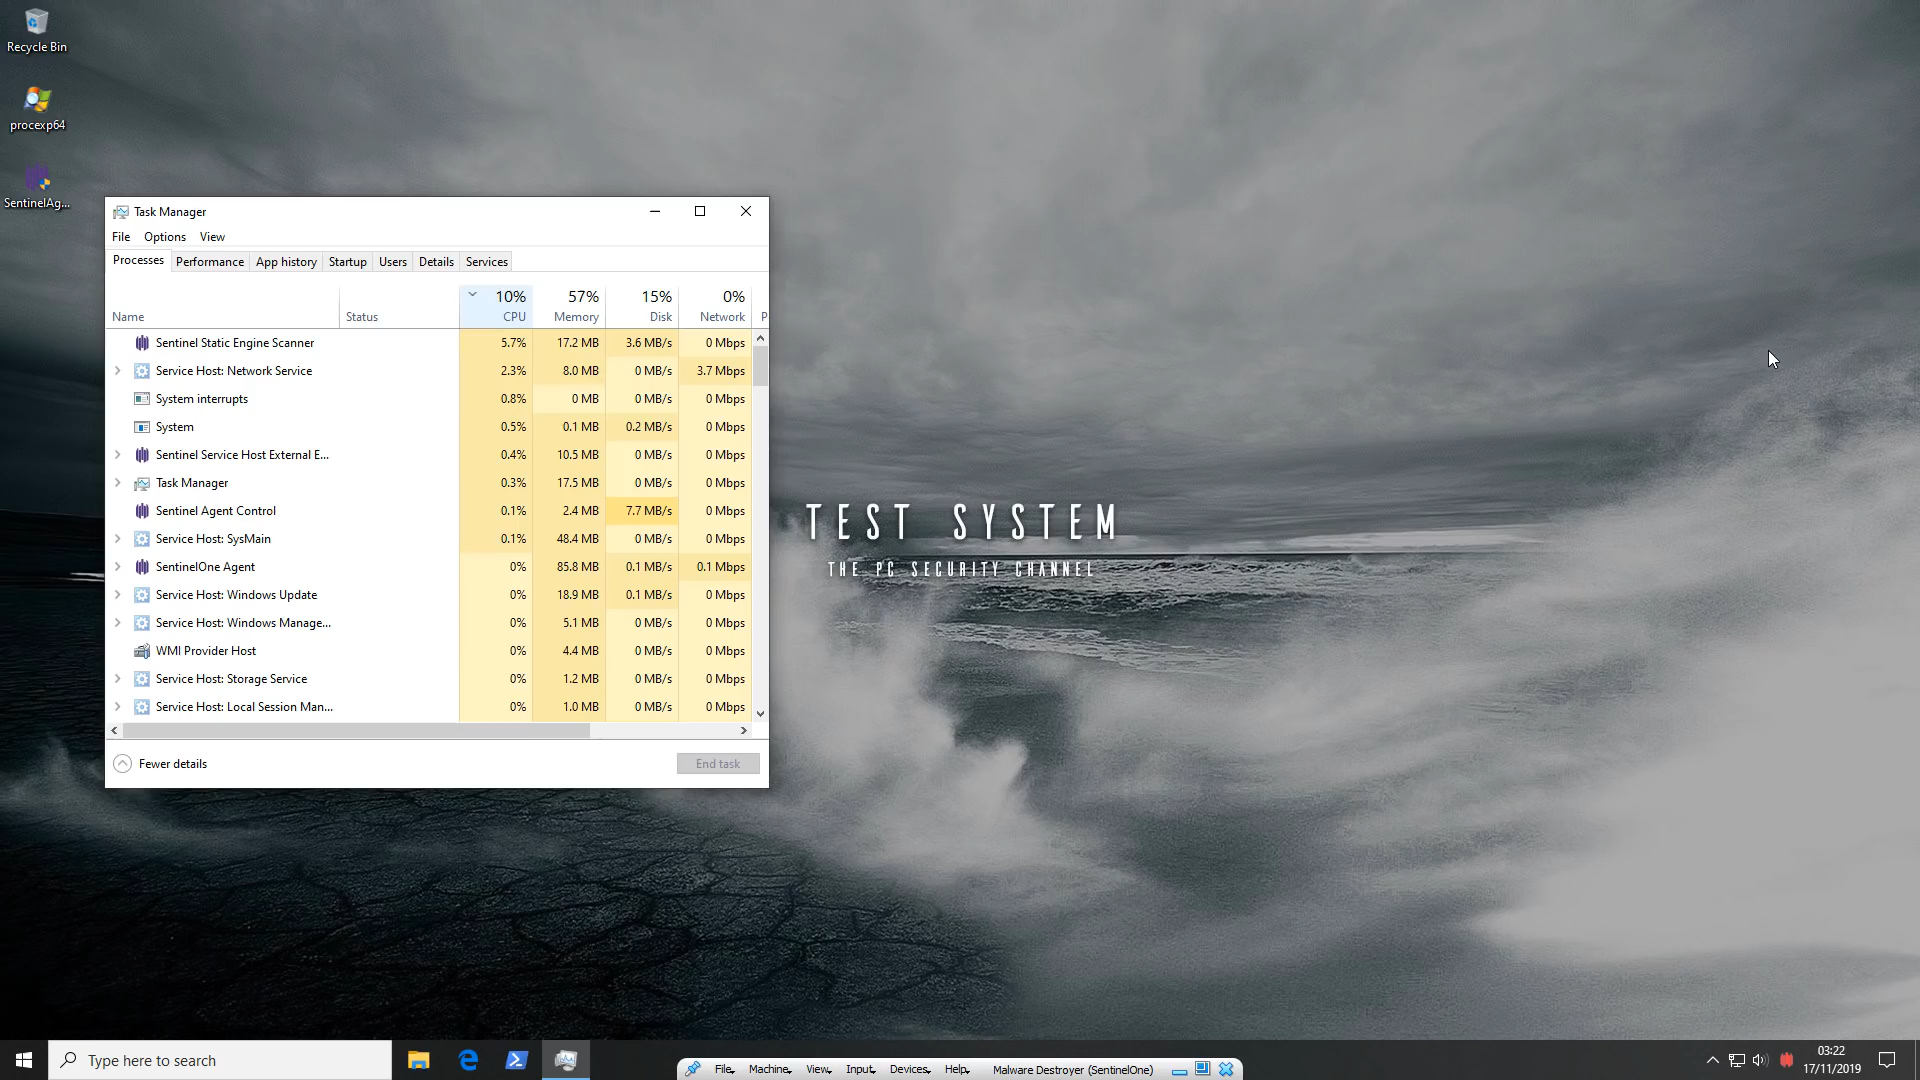 Recycle Bin
procexp64
SentinelAg...
Task Manager
File Options View
Processes Performance App history Startup Users Details Services
10% 57% 15% 0%
Name Status CPU Memory Disk Network P
Sentinel Static Engine Scanner 5.7% 17.2 MB 3.6 MB/s 0 Mbps
Service Host: Network Service 2.3% 8.0 MB 0 MB/s 3.7 Mbps
System interrupts 0.8% 0 MB 0 MB/s 0 Mbps
System 0.5% 0.1 MB 0.2 MB/s 0 Mbps
Sentinel Service Host External E... 0.4% 10.5 MB 0 MB/s 0 Mbps
Task Manager 0.3% 17.5 MB 0 MB/s 0 Mbps
Sentinel Agent Control 0.1% 2.4 MB 7.7 MB/s 0 Mbps
Service Host: SysMain 0.1% 48.4 MB 0 MB/s 0 Mbps
SentinelOne Agent 0% 85.8 MB 0.1 MB/s 0.1 Mbps
Service Host: Windows Update 0% 18.9 MB 0.1 MB/s 0 Mbps
Service Host: Windows Manage... 0% 5.1 MB 0 MB/s 0 Mbps
WMI Provider Host 0% 4.4 MB 0 MB/s 0 Mbps
Service Host: Storage Service 0% 1.2 MB 0 MB/s 0 Mbps
Service Host: Local Session Man... 0% 1.0 MB 0 MB/s 0 Mbps
Fewer details End task
TEST SYSTEM
THE PC SECURITY CHANNEL
Type here to search
File Machine View Input Devices Help Malware Destroyer (SentinelOne)
03:22
17/11/2019